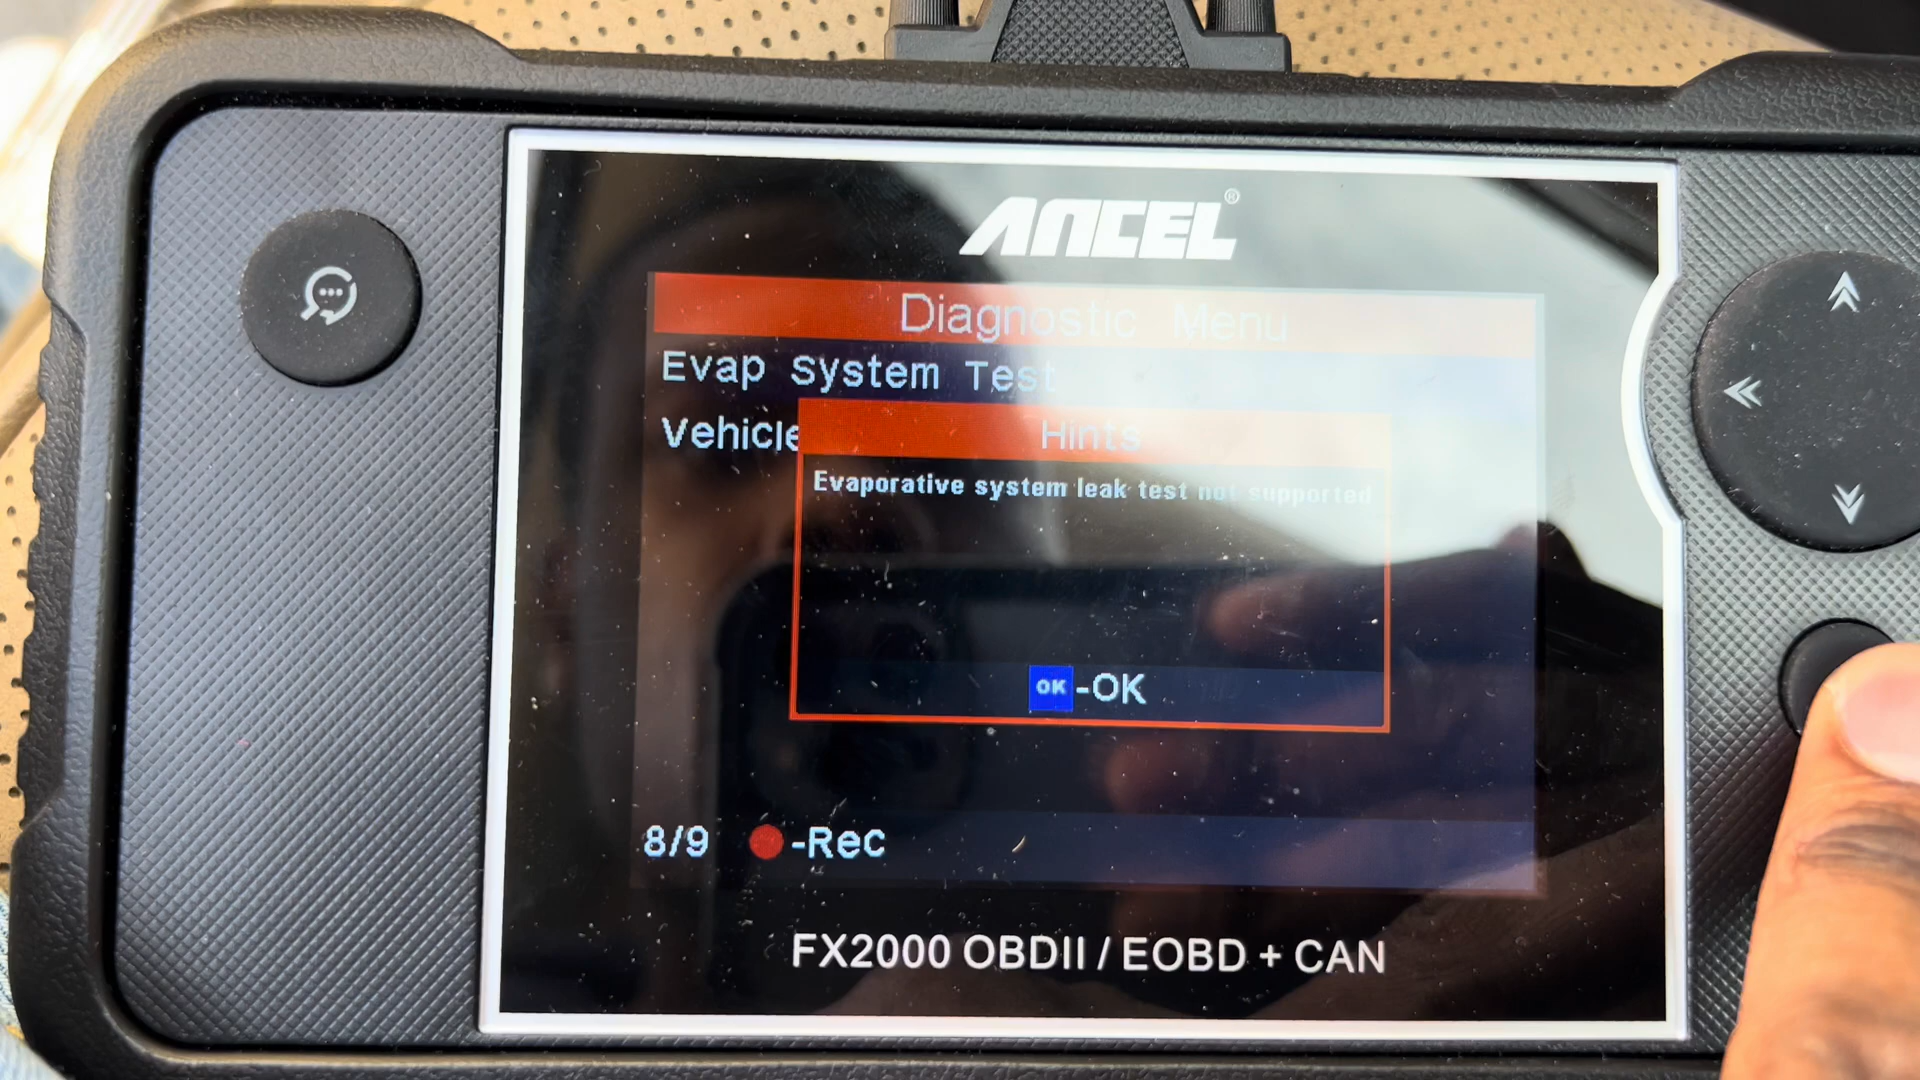 ANCEL®
Diagnostic Menu
Evap System Test
Vehicle
Hints
Evaporative system leak test not supported
OK -OK
8/9 -Rec
FX2000 OBDII / EOBD + CAN